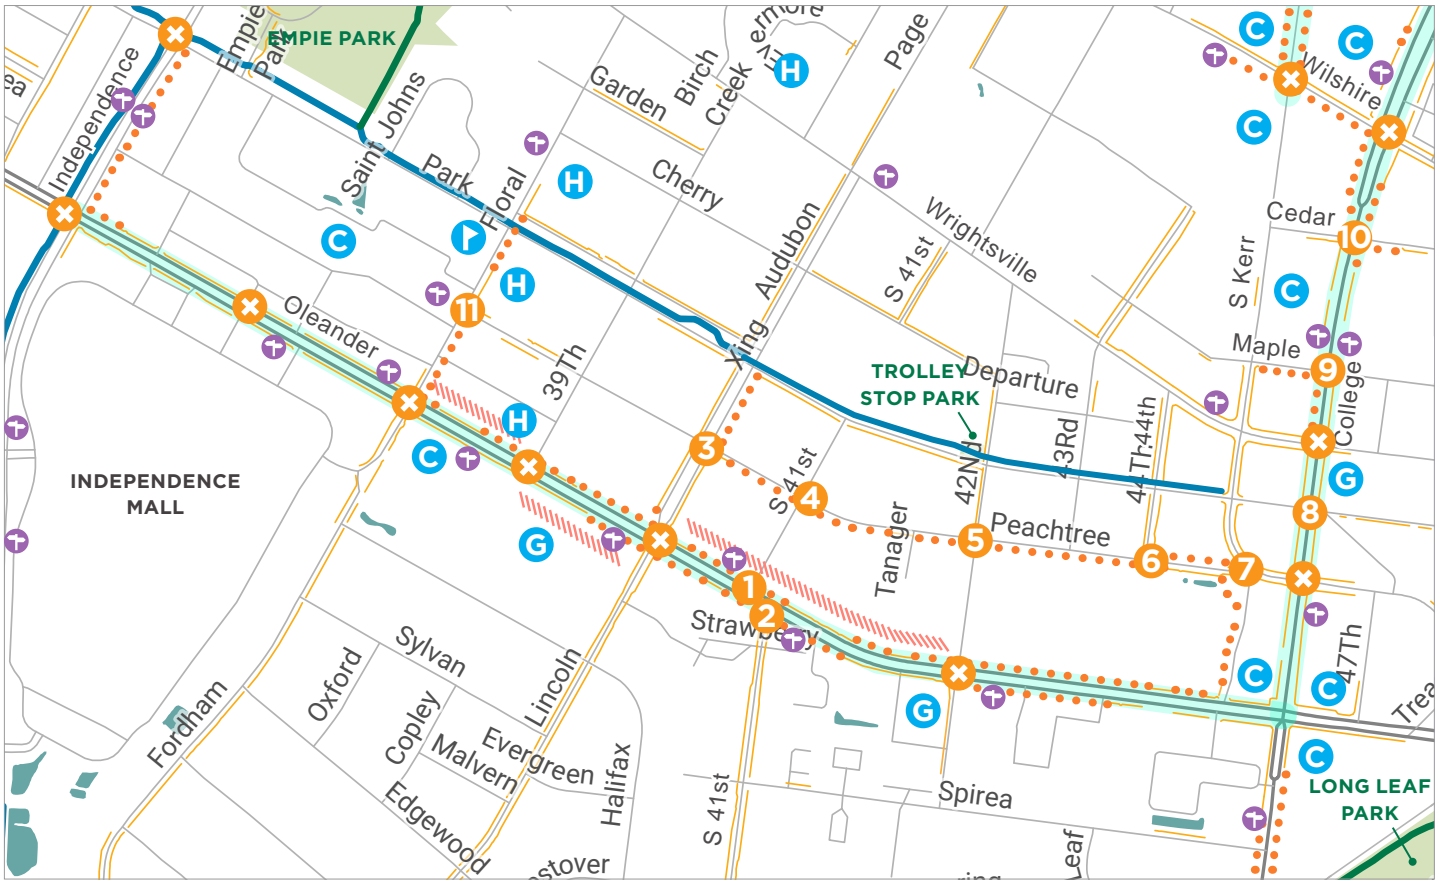 EMPIE PARK
Empie
Park
Independence
Saint Johns
Park
Floral
Garden
Birch
Creek
Cherry
Page
Audubon
Wrightsville
S 41st
Xing
39Th
Oleander
TROLLEY
STOP PARK
Departure
42Nd
43Rd
44Th
44th
S Kerr
Wilshire
Cedar
Maple
College
Peachtree
Tanager
S 41st
Strawberry
INDEPENDENCE
MALL
Sylvan
Oxford
Copley
Malvern
Evergreen
Edgewood
Fordham
Lincoln
Halifax
S 41st
Spirea
Leaf
47Th
LONG LEAF
PARK
H
C
H
H
H
C
G
G
C
C
C
C
G
C
C
C
1
2
3
4
5
6
7
8
9
10
11